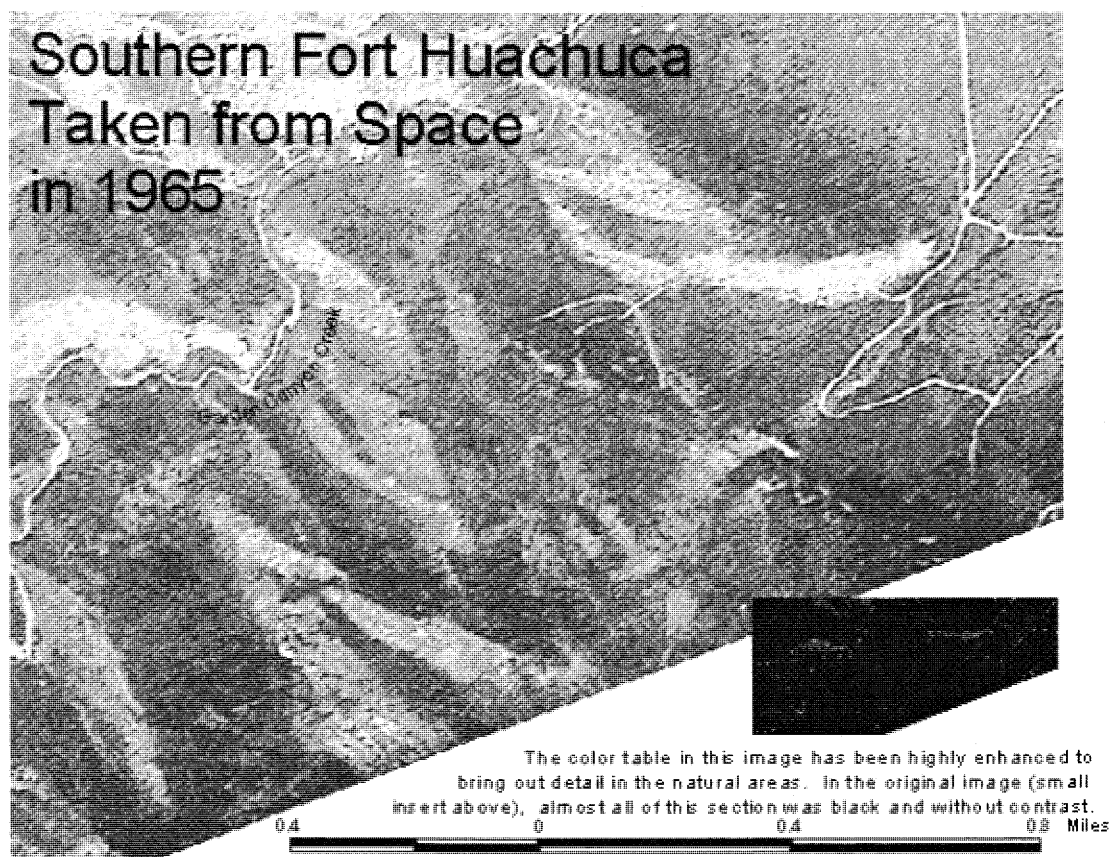 Southern Fort Huachuca
Taken from Space
in 1965
Garden Canyon Creek
The color table in this image has been highly enhanced to
bring out detail in the natural areas. In the original image (small
insert above), almost all of this section was black and without contrast.
0.4 0 0.4 0.8 Miles